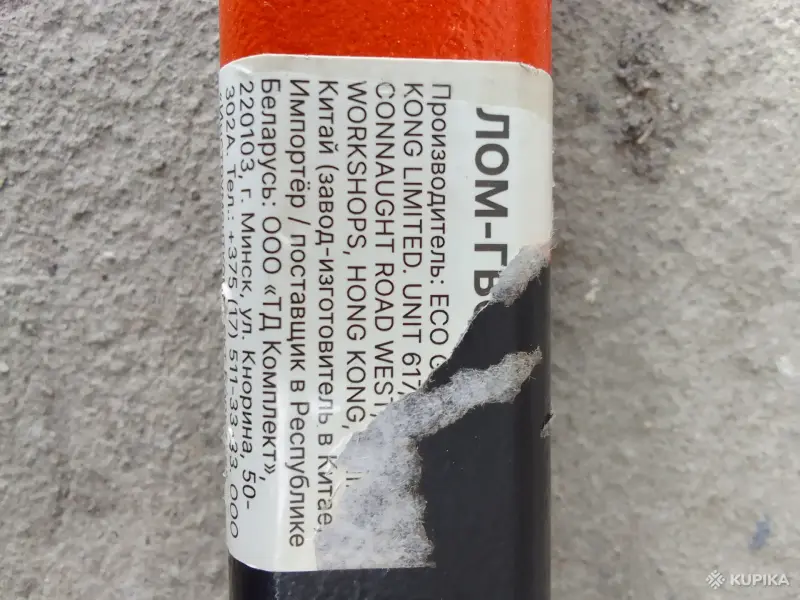 ЛОМ-ГВ
Производитель: ECO G
KONG LIMITED. UNIT 617
CONNAUGHT ROAD WEST,
WORKSHOPS, HONG KONG,
Китай (завод-изготовитель в Китае,
Импортёр / поставщик в Республике
Беларусь: ООО «ТД Комплект»,
220103, г. Минск, ул. Кнорина, 50-
302А. Тел.: +375 (17) 511-33-33. ООО
KUPIKA